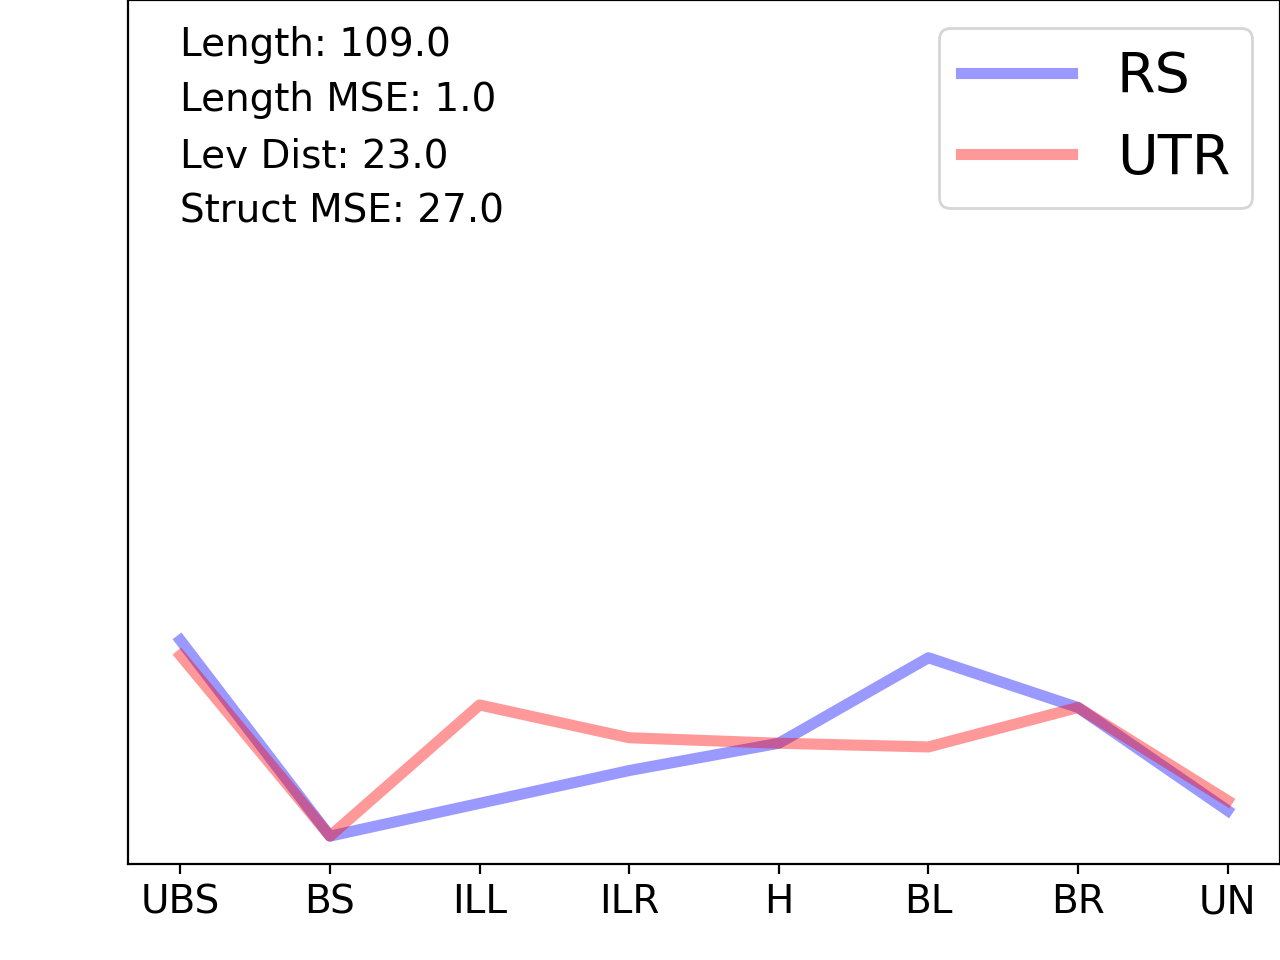 Length: 109.0
Length MSE: 1.0
Lev Dist: 23.0
Struct MSE: 27.0
RS
UTR
UBS BS ILL ILR H BL BR UN